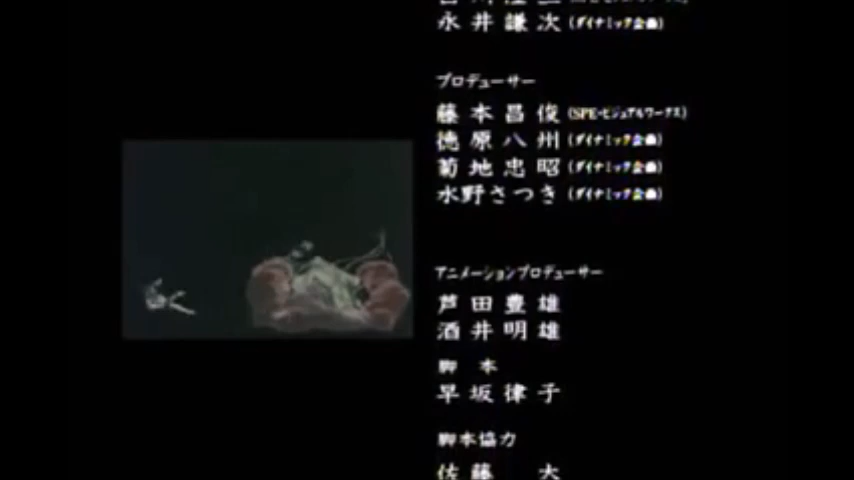 永井謙次(ダイナミック企画)
プロデューサー
藤本昌俊(SPE・ビジュアルワークス)
徳原八州(ダイナミック企画)
菊地忠昭(ダイナミック企画)
水野さつき(ダイナミック企画)
アニメーションプロデューサー
芦田豊雄
酒井明雄
脚 本
早坂律子
脚本協力
佐藤 大